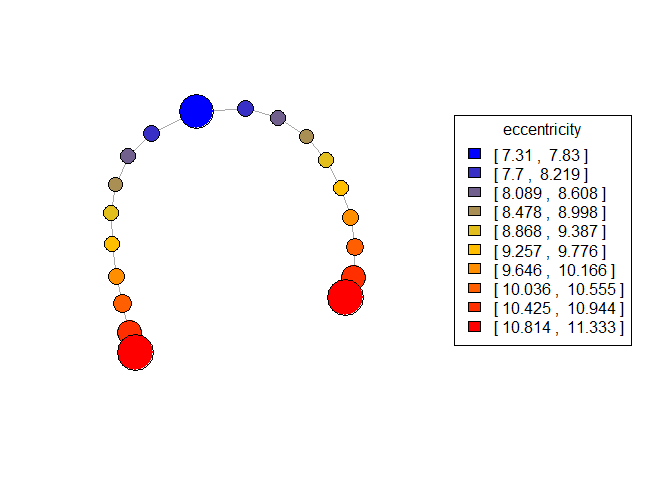 eccentricity
[ 7.31 , 7.83 ]
[ 7.7 , 8.219 ]
[ 8.089 , 8.608 ]
[ 8.478 , 8.998 ]
[ 8.868 , 9.387 ]
[ 9.257 , 9.776 ]
[ 9.646 , 10.166 ]
[ 10.036 , 10.555 ]
[ 10.425 , 10.944 ]
[ 10.814 , 11.333 ]